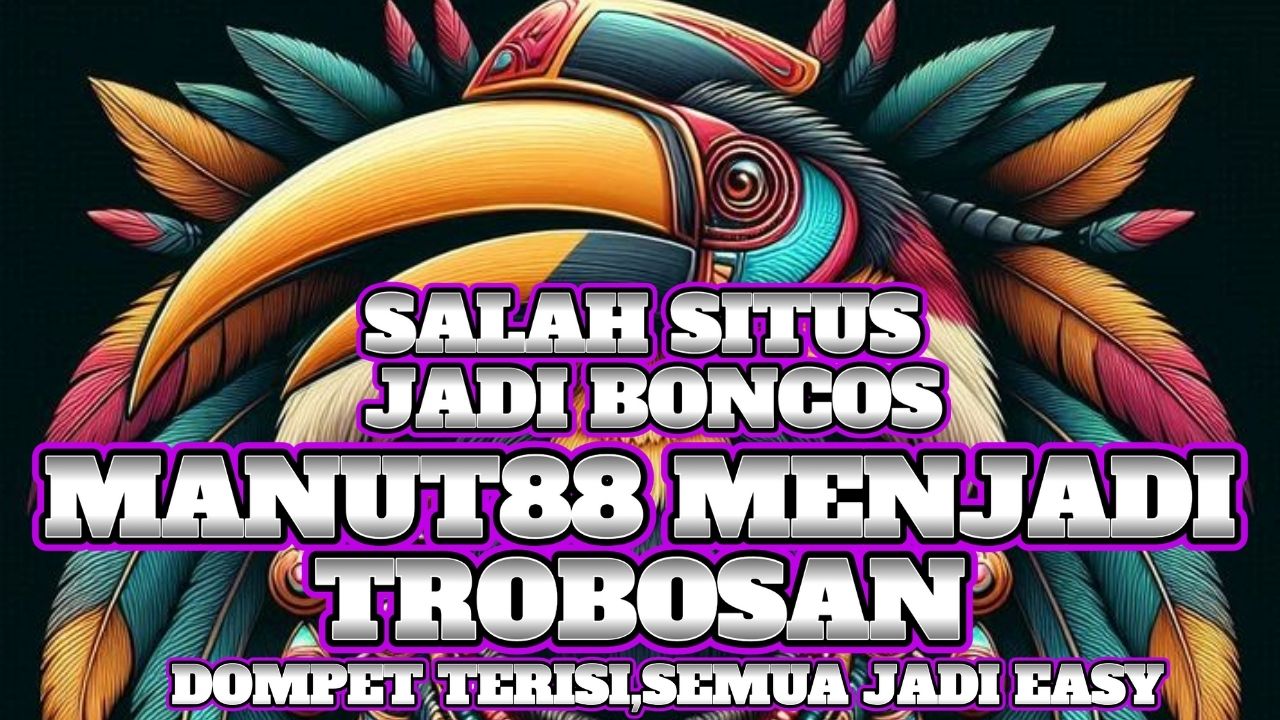 SALAH SITUS
JADI BONCOS
MANUT88 MENJADI
TROBOSAN
DOMPET TERISI,SEMUA JADI EASY